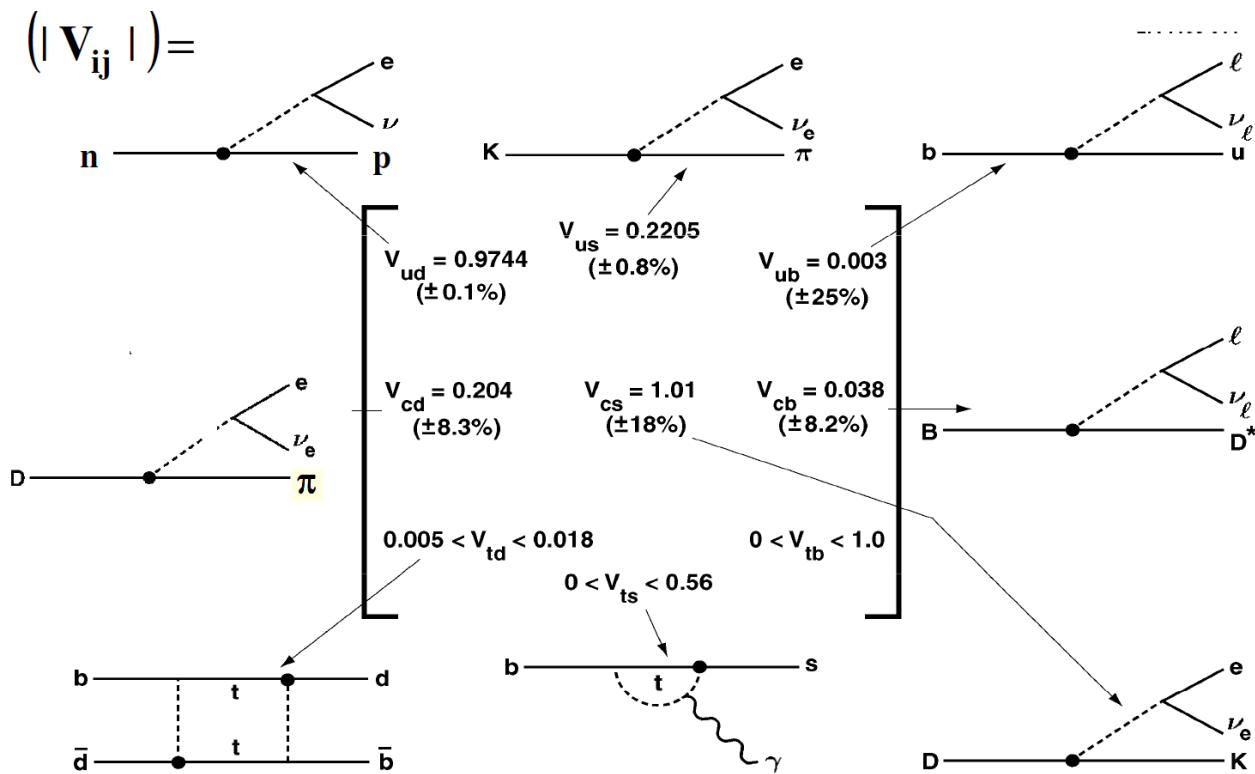 (| V_ij |)=
e
ν
n
p
e
ν_e
K
π
ℓ
ν_ℓ
b
u
V_ud = 0.9744
(±0.1%)
V_us = 0.2205
(±0.8%)
V_ub = 0.003
(±25%)
e
ν_e
D
π
V_cd = 0.204
(±8.3%)
V_cs = 1.01
(±18%)
V_cb = 0.038
(±8.2%)
ℓ
ν_ℓ
B
D*
0.005 < V_td < 0.018
0 < V_ts < 0.56
0 < V_tb < 1.0
b
t
d
d̄
t
b̄
b
t
s
γ
e
ν_e
D
K